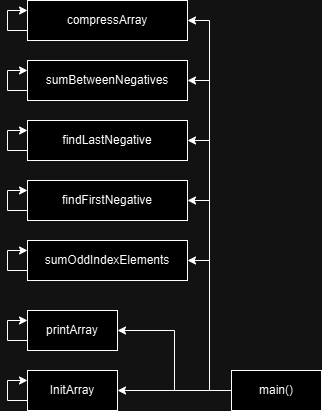 compressArray
sumBetweenNegatives
findLastNegative
findFirstNegative
sumOddIndexElements
printArray
InitArray
main()